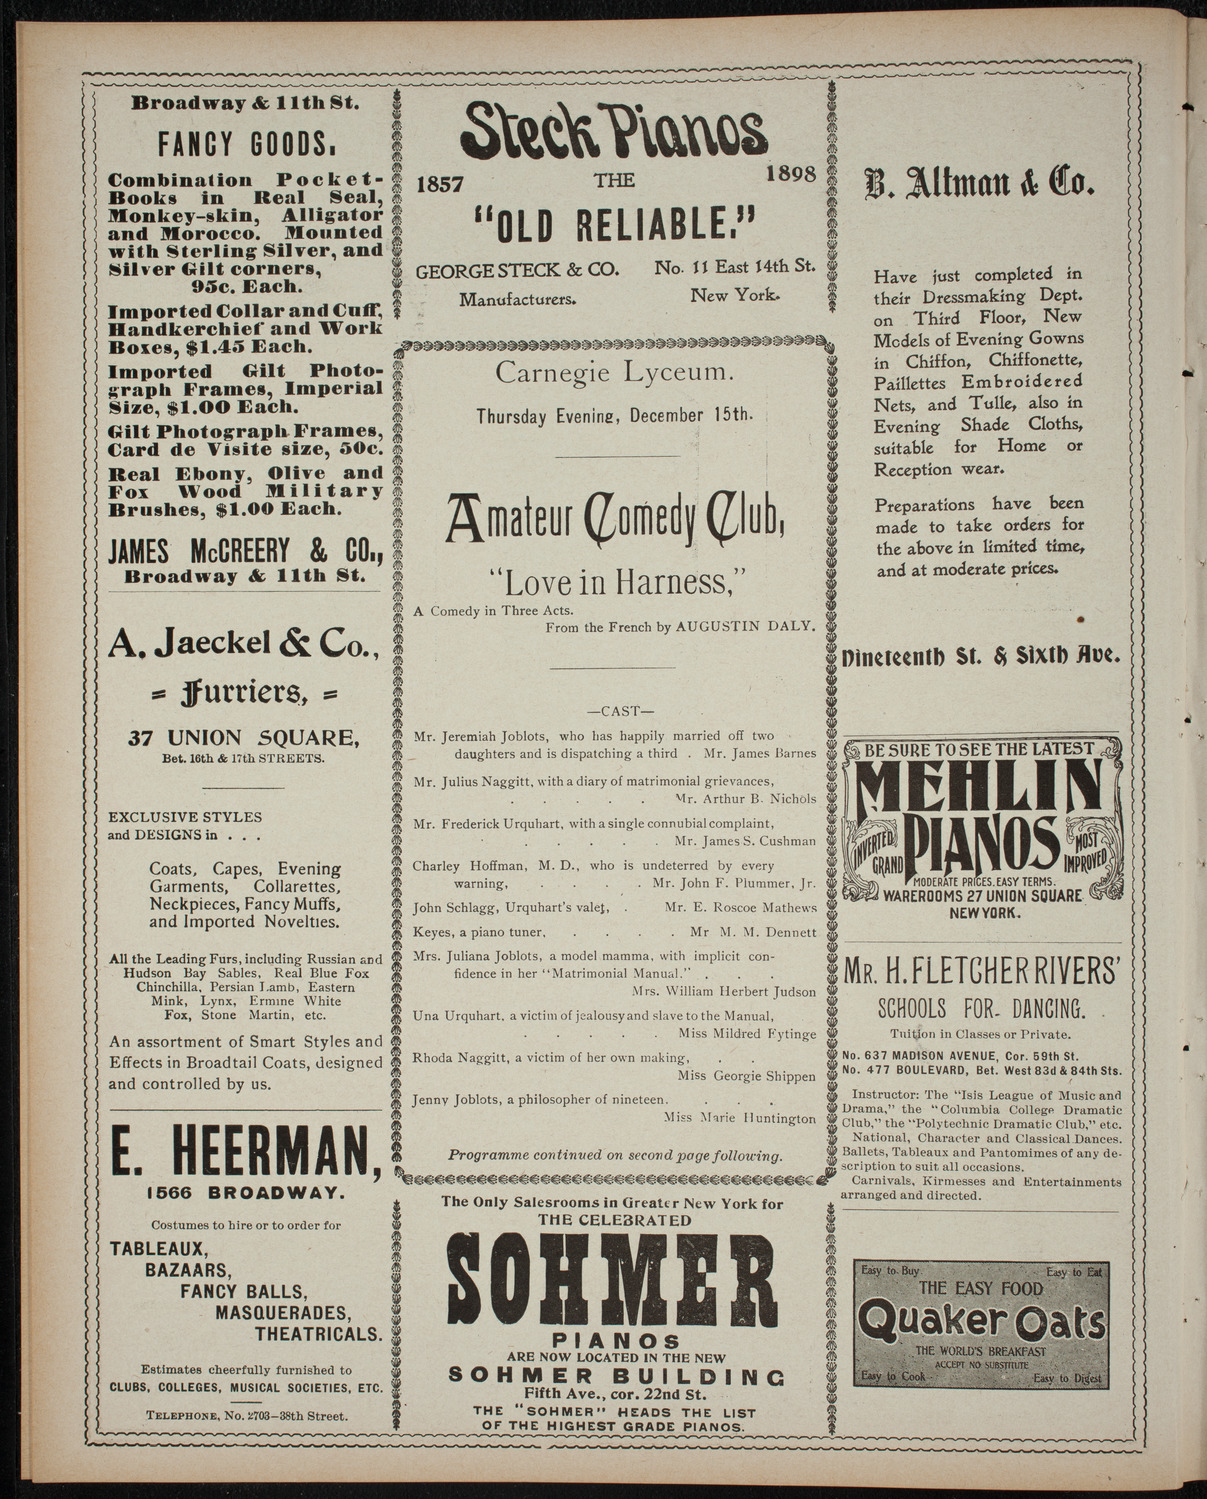 Broadway & 11th St.
FANCY GOODS.
Combination Pocket-
Books in Real Seal,
Monkey-skin, Alligator
and Morocco. Mounted
with Sterling Silver, and
Silver Gilt corners,
95c. Each.
Imported Collar and Cuff,
Handkerchief and Work
Boxes, $1.45 Each.
Imported Gilt Photo-
graph Frames, Imperial
Size, $1.00 Each.
Gilt Photograph Frames,
Card de Visite size, 50c.
Real Ebony, Olive and
Fox Wood Military
Brushes, $1.00 Each.
JAMES McCREERY & CO.,
Broadway & 11th St.
A. Jaeckel & Co.,
= Furriers, =
37 UNION SQUARE,
Bet. 16th & 17th STREETS.
EXCLUSIVE STYLES
and DESIGNS in . . .
Coats, Capes, Evening
Garments, Collarettes,
Neckpieces, Fancy Muffs,
and Imported Novelties.
All the Leading Furs, including Russian and
Hudson Bay Sables, Real Blue Fox
Chinchilla, Persian Lamb, Eastern
Mink, Lynx, Ermine White
Fox, Stone Martin, etc.
An assortment of Smart Styles and
Effects in Broadtail Coats, designed
and controlled by us.
E. HEERMAN,
1566 BROADWAY.
Costumes to hire or to order for
TABLEAUX,
BAZAARS,
FANCY BALLS,
MASQUERADES,
THEATRICALS.
Estimates cheerfully furnished to
CLUBS, COLLEGES, MUSICAL SOCIETIES, ETC.
TELEPHONE, No. 2703–38th Street.
Steck Pianos
1857 THE 1898
"OLD RELIABLE."
GEORGE STECK & CO. No. 11 East 14th St.
Manufacturers. New York.
Carnegie Lyceum.
Thursday Evening, December 15th.
Amateur Comedy Club,
"Love in Harness,"
A Comedy in Three Acts.
From the French by AUGUSTIN DALY.
—CAST—
Mr. Jeremiah Joblots, who has happily married off two
daughters and is dispatching a third . Mr. James Barnes
Mr. Julius Naggitt, with a diary of matrimonial grievances,
. . . . . Mr. Arthur B. Nichols
Mr. Frederick Urquhart, with a single connubial complaint,
. . . . . Mr. James S. Cushman
Charley Hoffman, M. D., who is undeterred by every
warning, . . . . Mr. John F. Plummer, Jr.
John Schlagg, Urquhart's valet, . Mr. E. Roscoe Mathews
Keyes, a piano tuner, . . . . Mr M. M. Dennett
Mrs. Juliana Joblots, a model mamma, with implicit con-
fidence in her "Matrimonial Manual." . . .
Mrs. William Herbert Judson
Una Urquhart, a victim of jealousy and slave to the Manual,
. . . . . Miss Mildred Eytinge
Rhoda Naggitt, a victim of her own making, . .
Miss Georgie Shippen
Jenny Joblots, a philosopher of nineteen. . . .
Miss Marie Huntington
Programme continued on second page following.
The Only Salesrooms in Greater New York for
THE CELEBRATED
SOHMER
PIANOS
ARE NOW LOCATED IN THE NEW
SOHMER BUILDING
Fifth Ave., cor. 22nd St.
THE "SOHMER" HEADS THE LIST
OF THE HIGHEST GRADE PIANOS.
B. Altman & Co.
Have just completed in
their Dressmaking Dept.
on Third Floor, New
Models of Evening Gowns
in Chiffon, Chiffonette,
Paillettes Embroidered
Nets, and Tulle, also in
Evening Shade Cloths,
suitable for Home or
Reception wear.
Preparations have been
made to take orders for
the above in limited time,
and at moderate prices.
Nineteenth St. & Sixth Ave.
BE SURE TO SEE THE LATEST
MEHLIN
PIANOS
INVERTED
GRAND
MOST
IMPROVED
MODERATE PRICES. EASY TERMS.
WAREROOMS 27 UNION SQUARE
NEW YORK.
MR. H. FLETCHER RIVERS'
SCHOOLS FOR DANCING.
Tuition in Classes or Private.
No. 637 MADISON AVENUE, Cor. 59th St.
No. 477 BOULEVARD, Bet. West 83d & 84th Sts.
Instructor: The "Isis League of Music and
Drama," the "Columbia College Dramatic
Club," the "Polytechnic Dramatic Club," etc.
National, Character and Classical Dances.
Ballets, Tableaux and Pantomimes of any de-
scription to suit all occasions.
Carnivals, Kirmesses and Entertainments
arranged and directed.
Easy to Buy Easy to Eat
THE EASY FOOD
Quaker Oats
THE WORLD'S BREAKFAST
ACCEPT NO SUBSTITUTE
Easy to Cook Easy to Digest